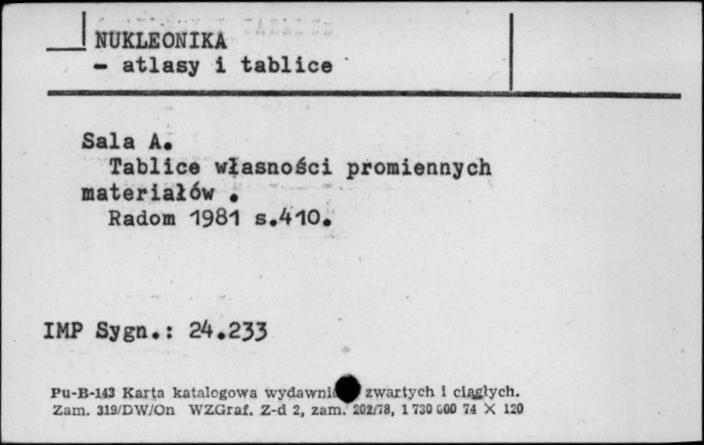 NUKLEONIKA
- atlasy i tablice
Sala A.
Tablice własności promiennych
materiałów .
Radom 1981 s.410.
IMP Sygn.: 24.233
Pu-B-143 Karta katalogowa zwartych i ciągłych.
Zam. 319/DW/On WZGraf. Z-d 2, zam. 202/78, 1 730 000 74 X 120